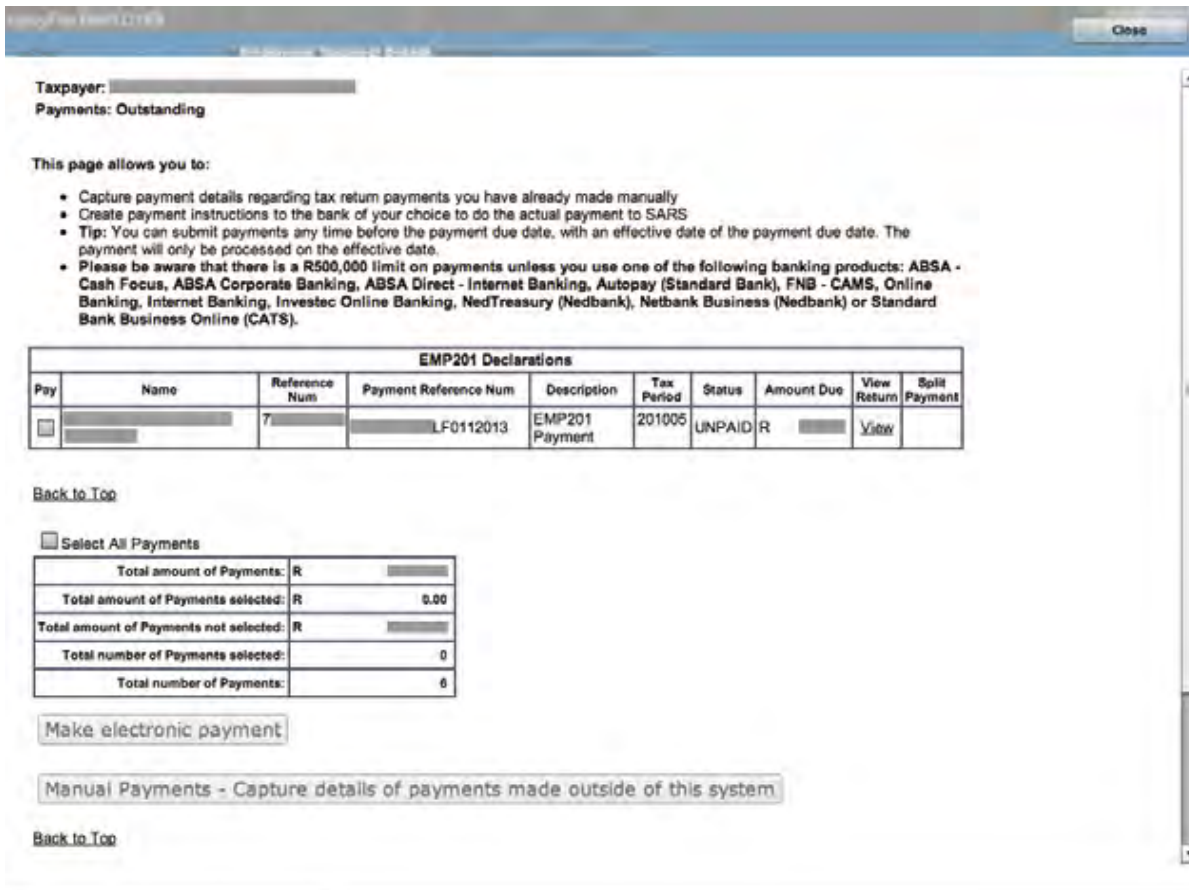 Close
Taxpayer:
Payments: Outstanding
This page allows you to:
• Capture payment details regarding tax return payments you have already made manually
• Create payment instructions to the bank of your choice to do the actual payment to SARS
• Tip: You can submit payments any time before the payment due date, with an effective date of the payment due date. The
payment will only be processed on the effective date.
• Please be aware that there is a R500,000 limit on payments unless you use one of the following banking products: ABSA -
Cash Focus, ABSA Corporate Banking, ABSA Direct - Internet Banking, Autopay (Standard Bank), FNB - CAMS, Online
Banking, Internet Banking, Investec Online Banking, NedTreasury (Nedbank), Netbank Business (Nedbank) or Standard
Bank Business Online (CATS).
EMP201 Declarations
Pay Name Reference Num Payment Reference Num Description Tax Period Status Amount Due View Return Split Payment
7 LF0112013 EMP201 Payment 201005 UNPAID R View
Back to Top
Select All Payments
Total amount of Payments: R
Total amount of Payments selected: R 0.00
Total amount of Payments not selected: R
Total number of Payments selected: 0
Total number of Payments: 6
Make electronic payment
Manual Payments - Capture details of payments made outside of this system
Back to Top